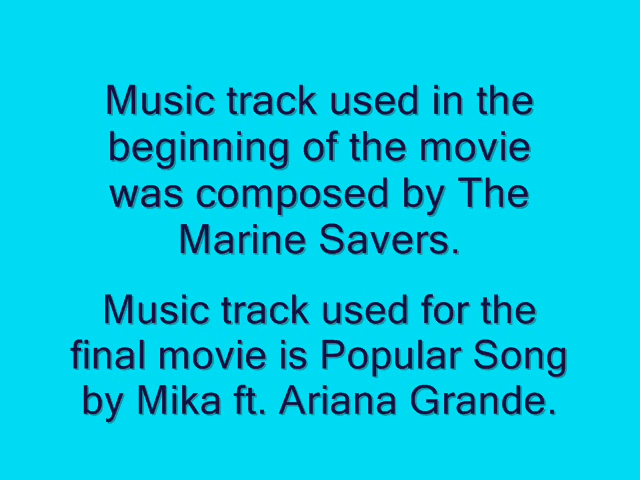 Music track used in the
beginning of the movie
was composed by The
Marine Savers.
Music track used for the
final movie is Popular Song
by Mika ft. Ariana Grande.